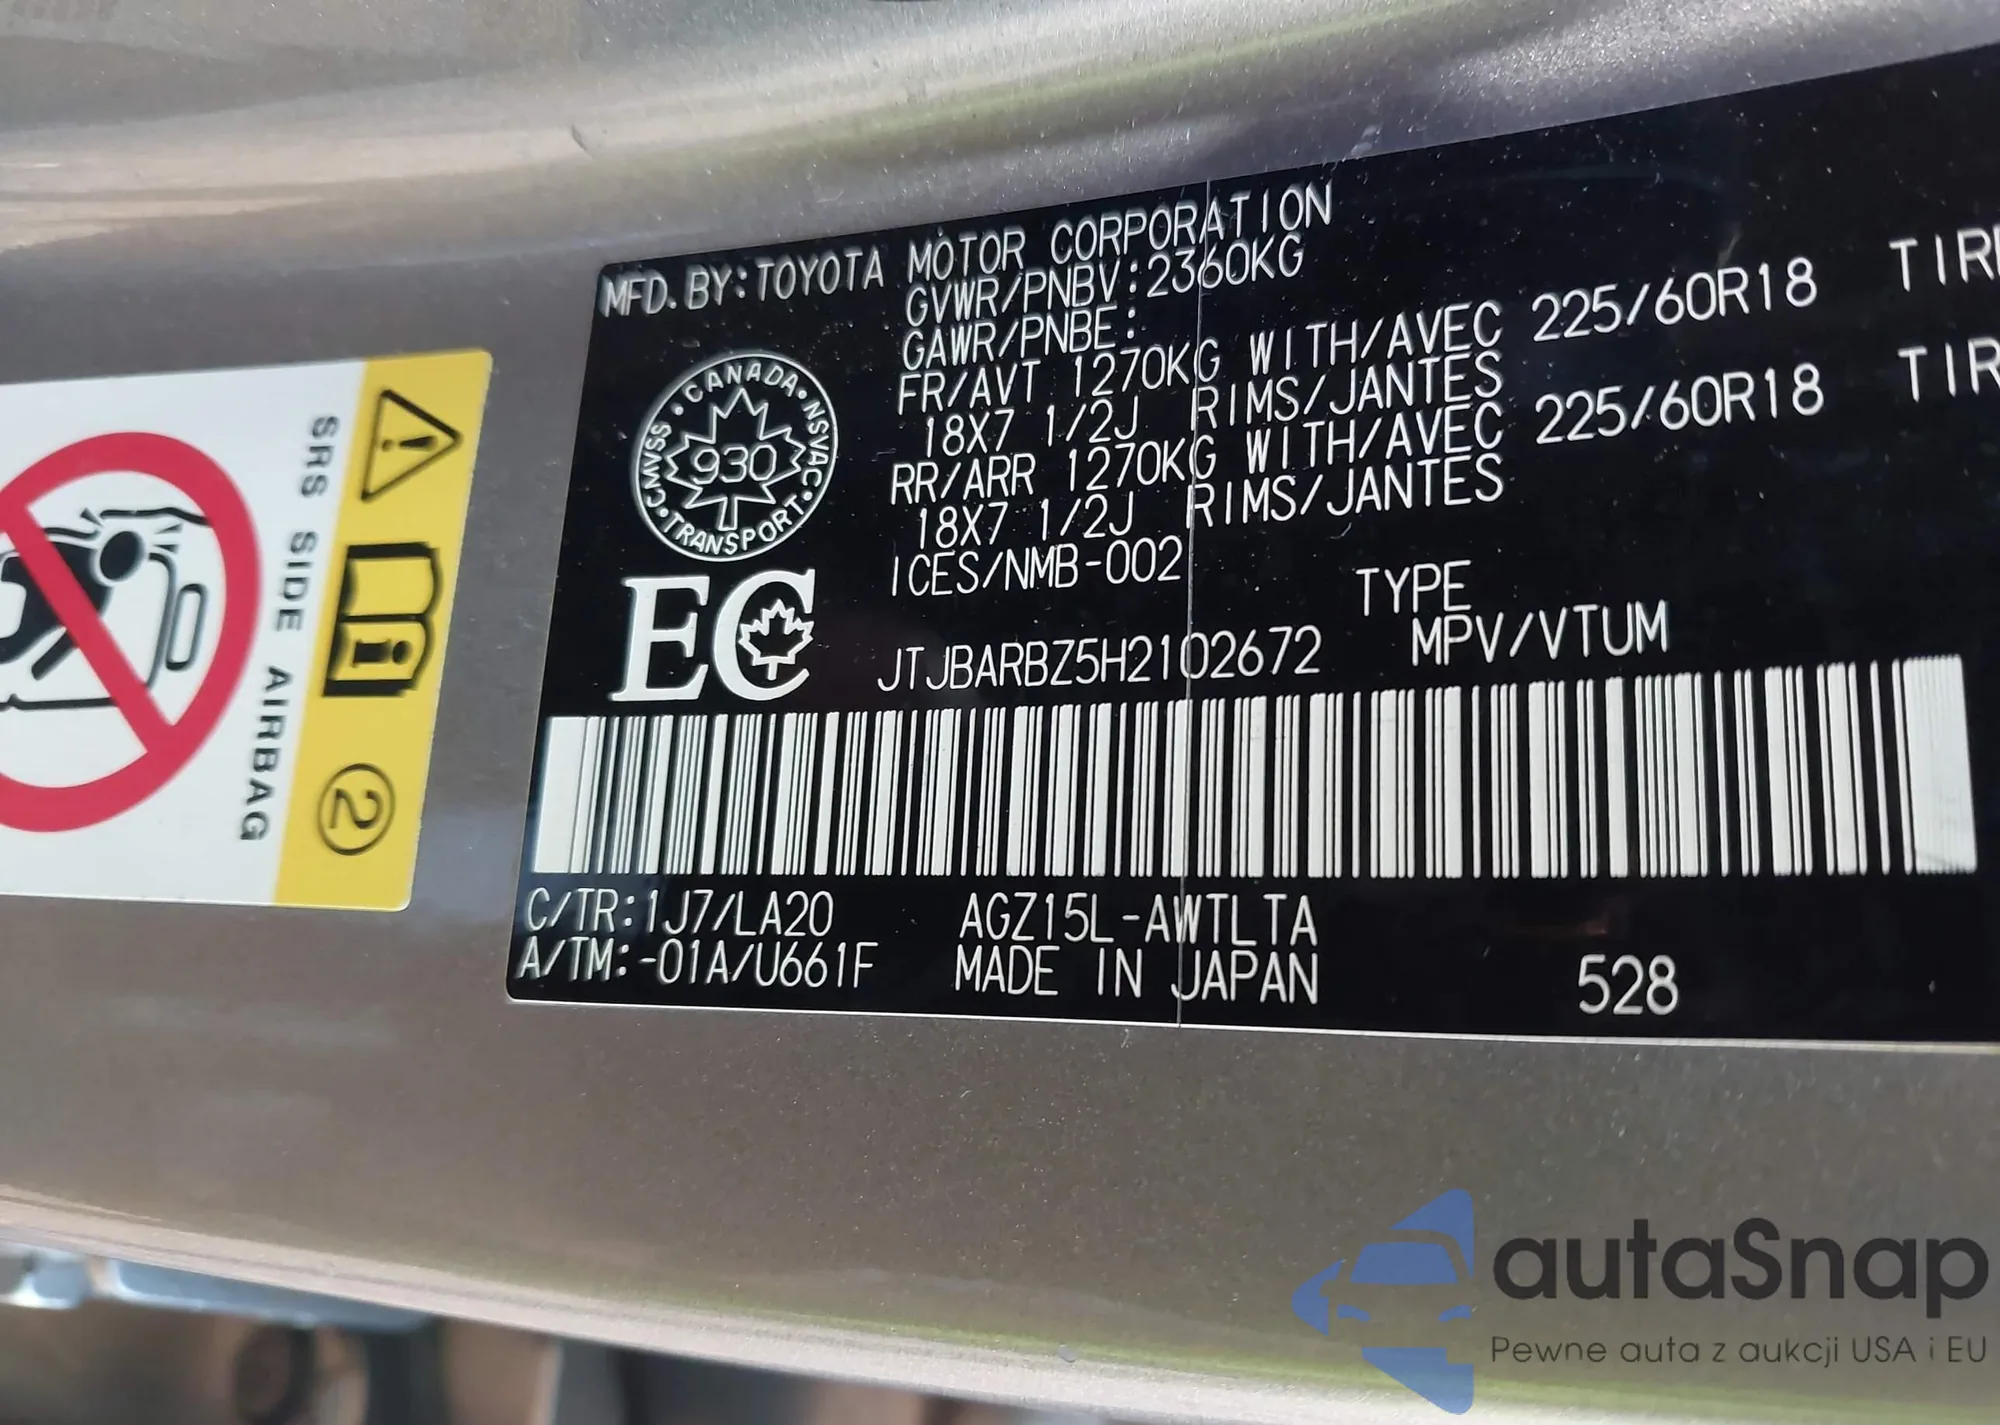 MFD. BY: TOYOTA MOTOR CORPORATION
GVWR/PNBV: 2360KG
GAWR/PNBE:
FR/AVT 1270KG WITH/AVEC 225/60R18
18X7 1/2J RIMS/JANTES
RR/ARR 1270KG WITH/AVEC 225/60R18
18X7 1/2J RIMS/JANTES
ICES/NMB-002
CANADA · NSVAC · TRANSPORT · CMVSS ·
930
EC
TYPE
JTJBARBZ5H2102672 MPV/VTUM
C/TR: 1J7/LA20 AGZ15L-AWTLTA
A/TM: -01A/U661F MADE IN JAPAN 528
SRS SIDE AIRBAG
2
autaSnap
Pewne auta z aukcji USA i EU